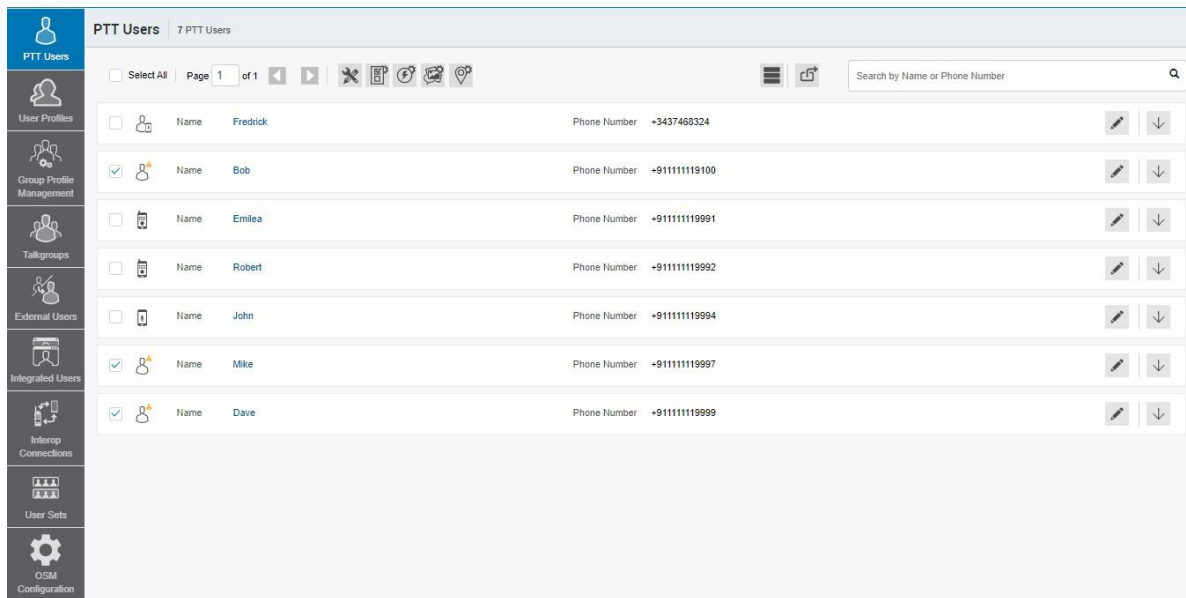 PTT Users
User Profiles
Group Profile
Management
Talkgroups
External Users
Integrated Users
Interop
Connections
User Sets
OSM
Configuration
PTT Users 7 PTT Users
Select All Page 1 of 1 Search by Name or Phone Number
Name Fredrick Phone Number +3437468324
Name Bob Phone Number +911111119100
Name Emilea Phone Number +911111119991
Name Robert Phone Number +911111119992
Name John Phone Number +911111119994
Name Mike Phone Number +911111119997
Name Dave Phone Number +911111119999